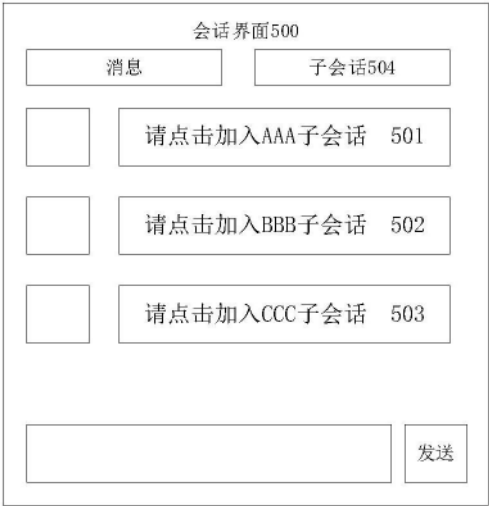 会话界面500
消息 子会话504
请点击加入AAA子会话 501
请点击加入BBB子会话 502
请点击加入CCC子会话 503
发送